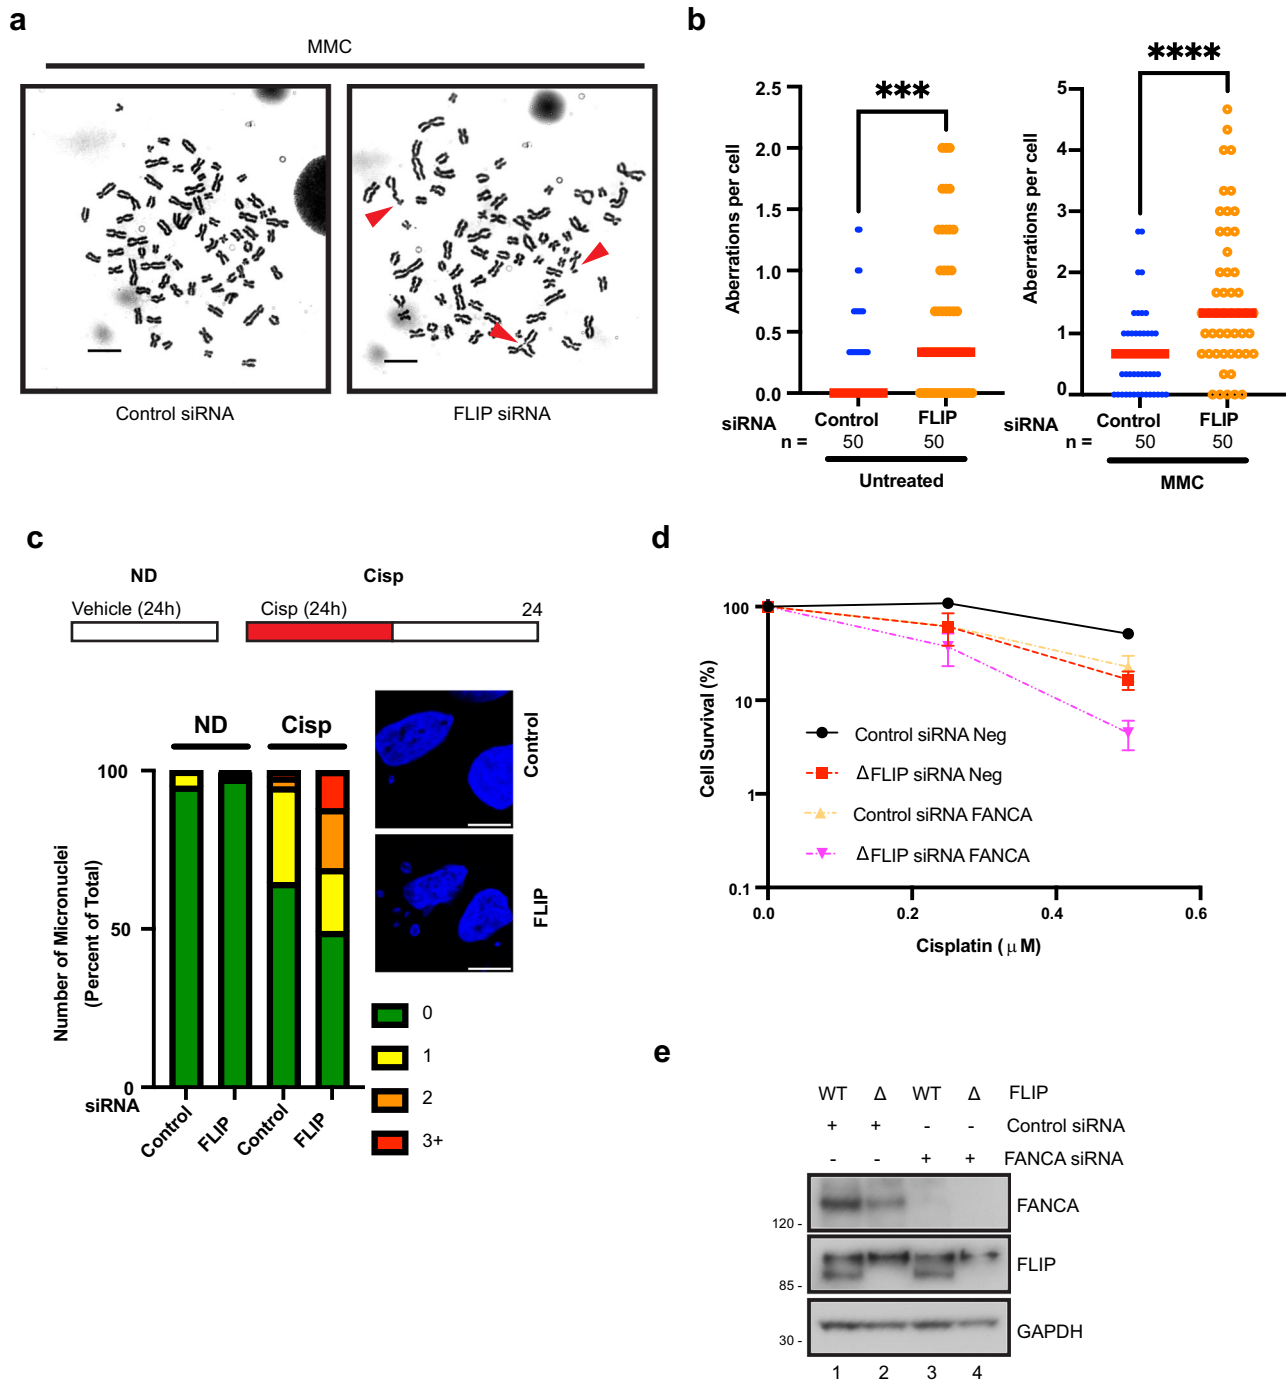 a
MMC
Control siRNA
FLIP siRNA
b
****
***
Aberrations per cell
2.5
2.0
1.5
1.0
0.5
0.0
Aberrations per cell
5
4
3
2
1
0
siRNA
Control
FLIP
n =
50
50
Untreated
siRNA
Control
FLIP
n =
50
50
MMC
c
ND
Cisp
Vehicle (24h)
Cisp (24h)
24
ND
Cisp
Number of Micronuclei
(Percent of Total)
100
50
0
siRNA
Control
FLIP
Control
FLIP
Control
FLIP
0
1
2
3+
d
Cell Survival (%)
100
10
1
0.1
Control siRNA Neg
ΔFLIP siRNA Neg
Control siRNA FANCA
ΔFLIP siRNA FANCA
0.0
0.2
0.4
0.6
Cisplatin (μM)
e
WT Δ WT Δ FLIP
+ + - - Control siRNA
- - + + FANCA siRNA
FANCA
120 -
FLIP
85 -
GAPDH
30 -
1 2 3 4